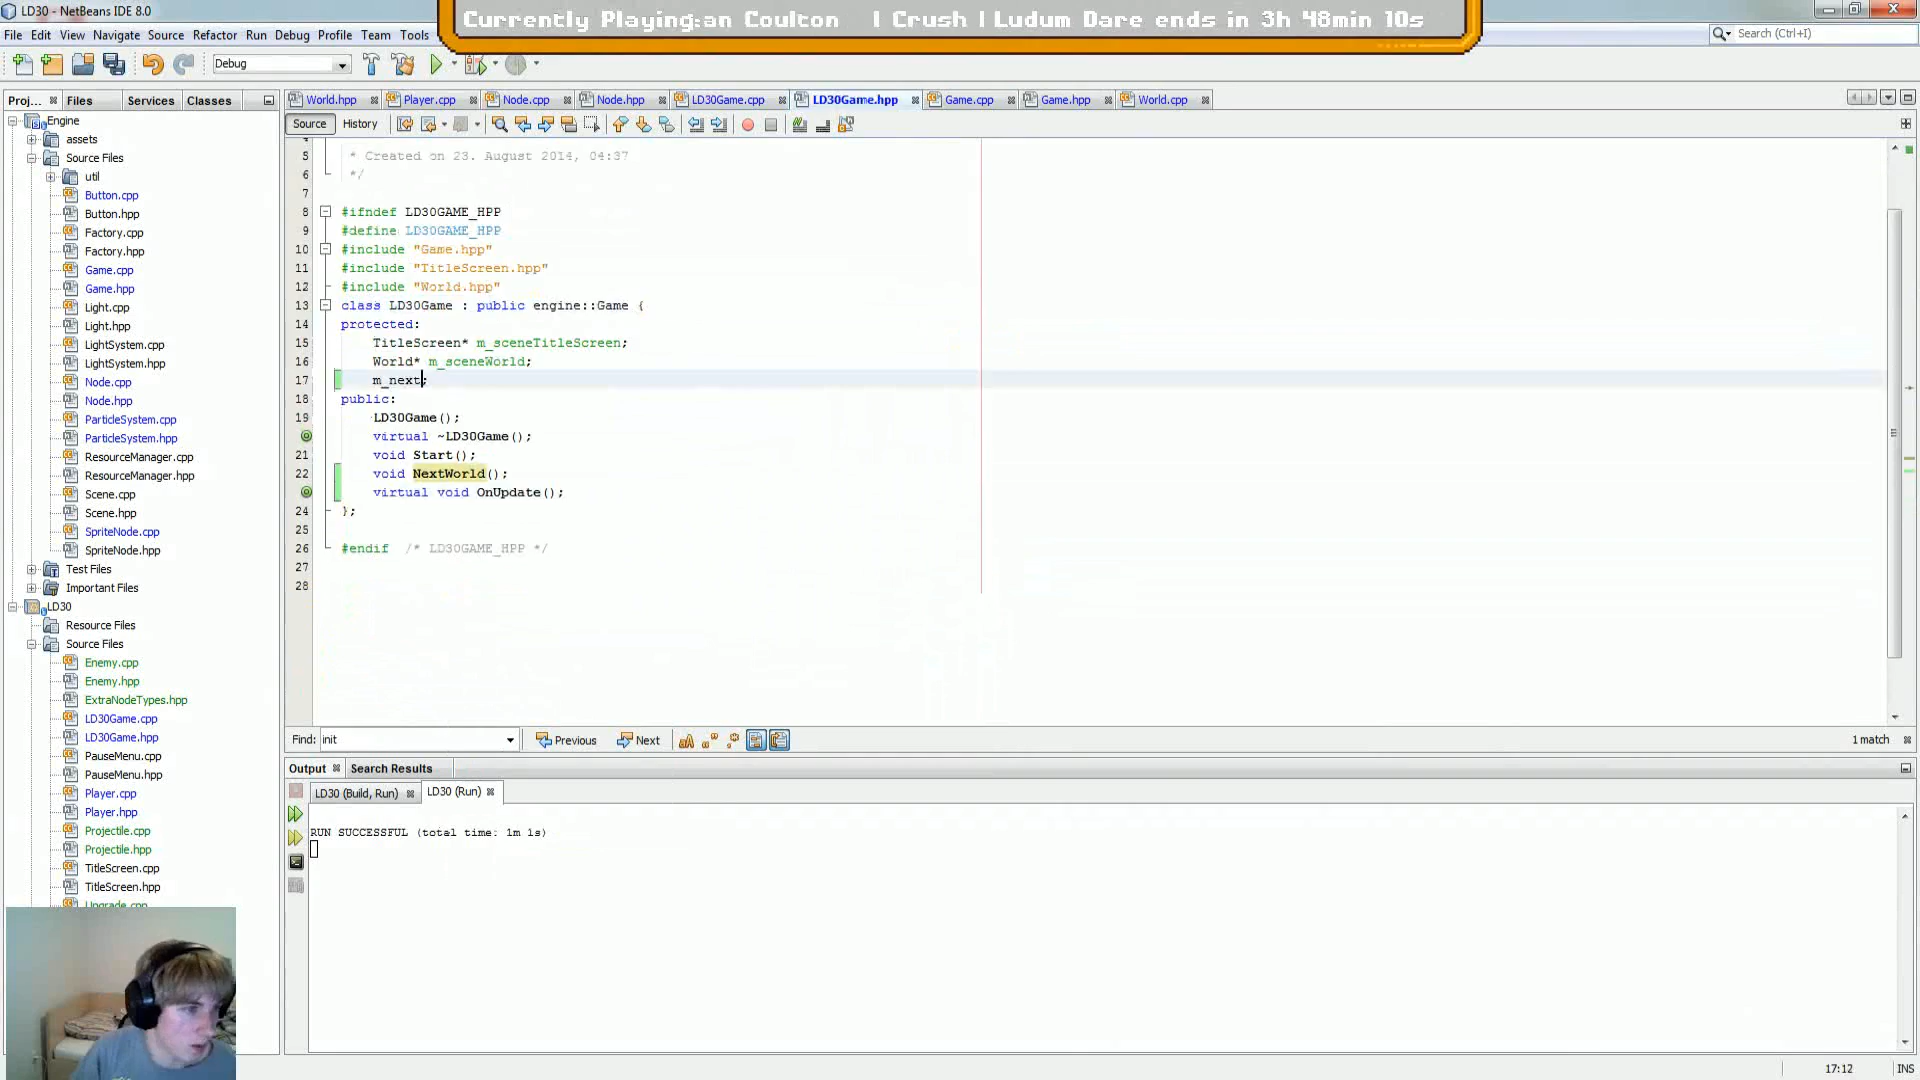 LD30 - NetBeans IDE 8.0
Currently Playing:an Coulton | Crush | Ludum Dare ends in 3h 48min 10s
File Edit View Navigate Source Refactor Run Debug Profile Team Tools
Search (Ctrl+I)
Debug
Proj... Files Services Classes
World.hpp Player.cpp Node.cpp Node.hpp LD30Game.cpp LD30Game.hpp Game.cpp Game.hpp World.cpp
Source History
Engine
assets
Source Files
util
Button.cpp
Button.hpp
Factory.cpp
Factory.hpp
Game.cpp
Game.hpp
Light.cpp
Light.hpp
LightSystem.cpp
LightSystem.hpp
Node.cpp
Node.hpp
ParticleSystem.cpp
ParticleSystem.hpp
ResourceManager.cpp
ResourceManager.hpp
Scene.cpp
Scene.hpp
SpriteNode.cpp
SpriteNode.hpp
Test Files
Important Files
LD30
Resource Files
Source Files
Enemy.cpp
Enemy.hpp
ExtraNodeTypes.hpp
LD30Game.cpp
LD30Game.hpp
PauseMenu.cpp
PauseMenu.hpp
Player.cpp
Player.hpp
Projectile.cpp
Projectile.hpp
TitleScreen.cpp
TitleScreen.hpp
Upgrade.cpp
5 * Created on 23. August 2014, 04:37
6 */
7
8 #ifndef LD30GAME_HPP
9 #define LD30GAME_HPP
10 #include "Game.hpp"
11 #include "TitleScreen.hpp"
12 #include "World.hpp"
13 class LD30Game : public engine::Game {
14 protected:
15 TitleScreen* m_sceneTitleScreen;
16 World* m_sceneWorld;
17 m_next;
18 public:
19 LD30Game();
virtual ~LD30Game();
21 void Start();
22 void NextWorld();
virtual void OnUpdate();
24 };
25
26 #endif /* LD30GAME_HPP */
27
28
Find: init Previous Next 1 match
Output Search Results
LD30 (Build, Run) LD30 (Run)
RUN SUCCESSFUL (total time: 1m 1s)
17:12 INS